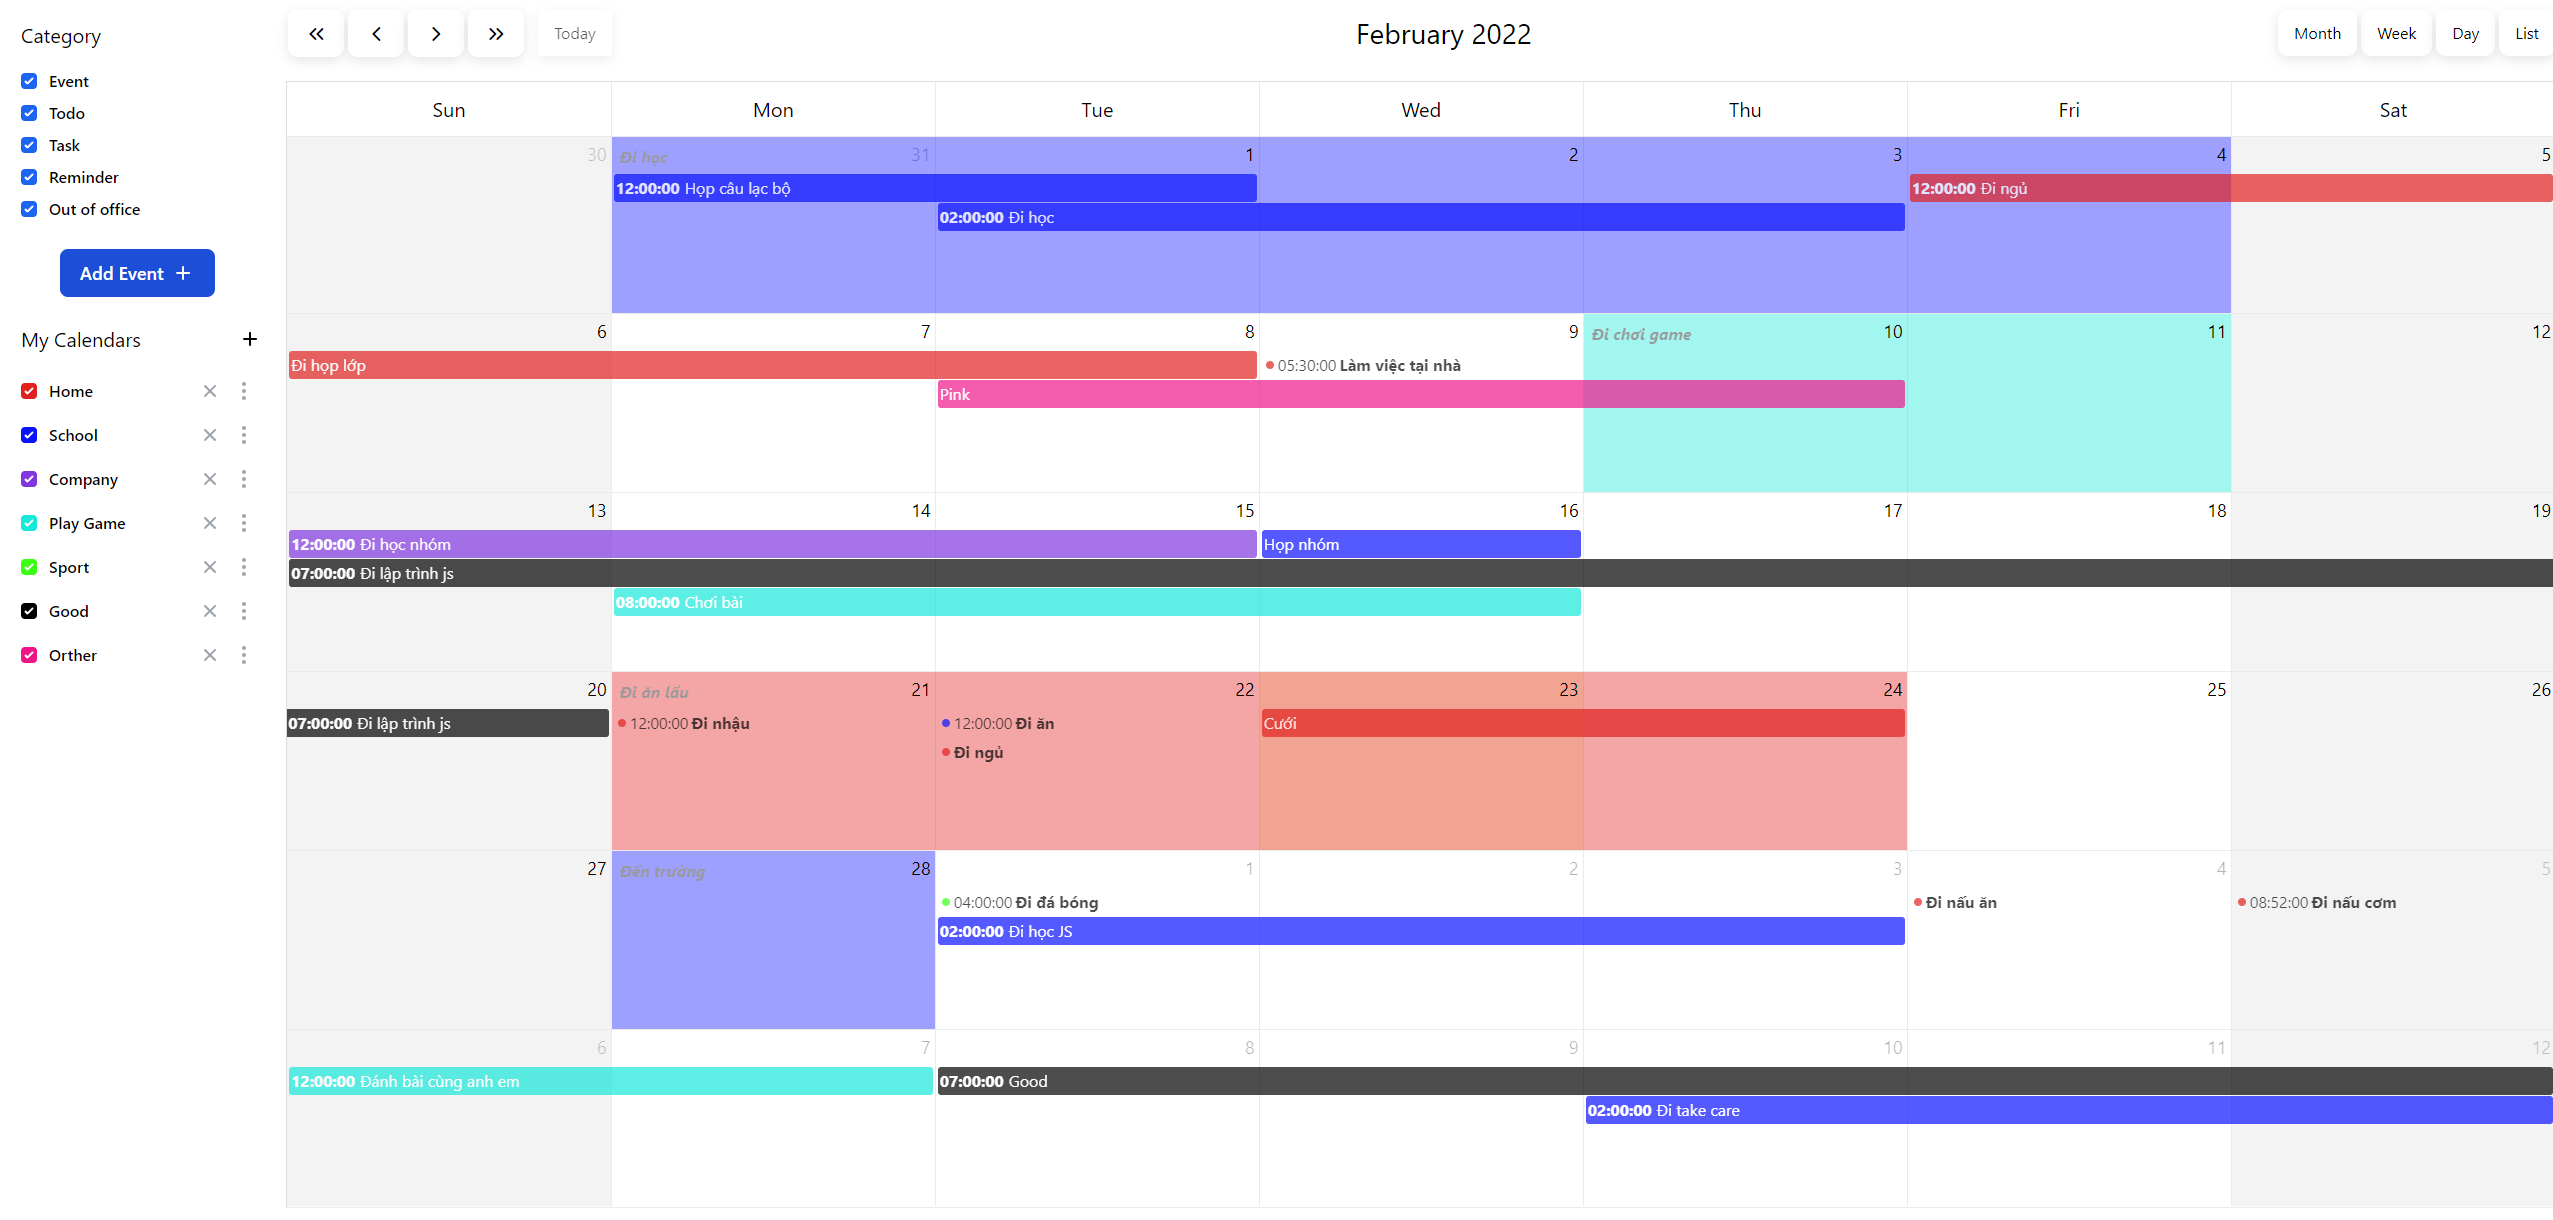 Category
Event
Todo
Task
Reminder
Out of office
Add Event
My Calendars
Home
School
Company
Play Game
Sport
Good
Orther
Today
February 2022
Month Week Day List
Sun Mon Tue Wed Thu Fri Sat
30 Đi học 31 1 2 3 4 5
12:00:00 Họp câu lạc bộ
12:00:00 Đi ngủ
02:00:00 Đi học
6 7 8 9 Đi chơi game 10 11 12
Đi họp lớp
05:30:00 Làm việc tại nhà
Pink
13 14 15 16 17 18 19
12:00:00 Đi học nhóm
Họp nhóm
07:00:00 Đi lập trình js
08:00:00 Chơi bài
20 Đi ăn lẩu 21 22 23 24 25 26
07:00:00 Đi lập trình js
12:00:00 Đi nhậu
12:00:00 Đi ăn
Cưới
Đi ngủ
27 Đến trường 28 1 2 3 4 5
04:00:00 Đi đá bóng
Đi nấu ăn
08:52:00 Đi nấu cơm
02:00:00 Đi học JS
6 7 8 9 10 11 12
12:00:00 Đánh bài cùng anh em
07:00:00 Good
02:00:00 Đi take care